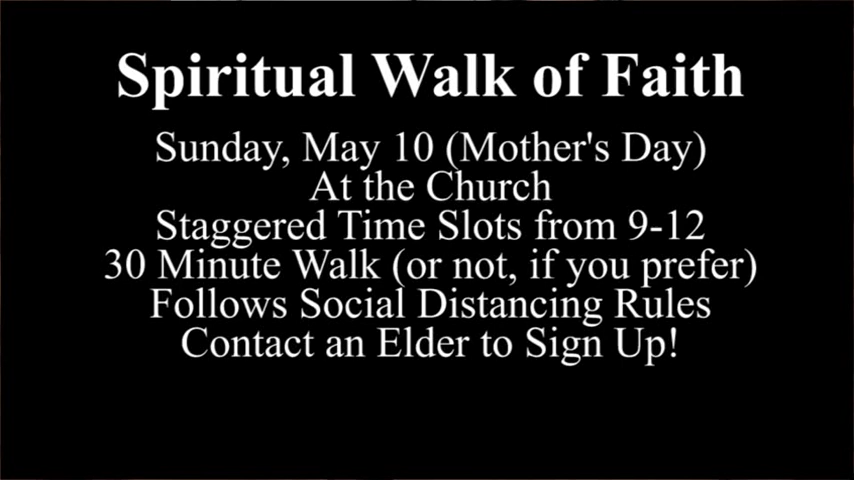 Spiritual Walk of Faith
Sunday, May 10 (Mother's Day)
At the Church
Staggered Time Slots from 9-12
30 Minute Walk (or not, if you prefer)
Follows Social Distancing Rules
Contact an Elder to Sign Up!